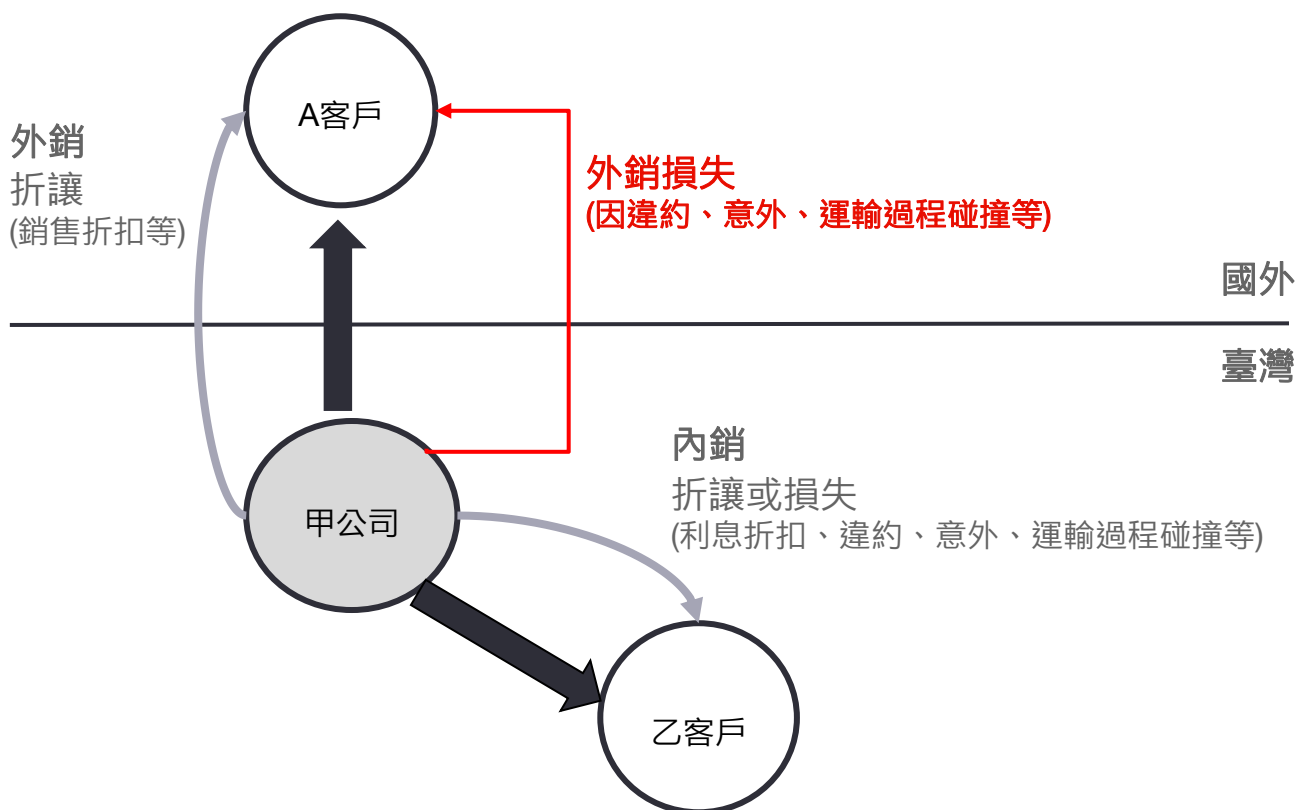 A客戶
外銷
折讓
(銷售折扣等)
外銷損失
(因違約、意外、運輸過程碰撞等)
國外
臺灣
內銷
折讓或損失
(利息折扣、違約、意外、運輸過程碰撞等)
甲公司
乙客戶